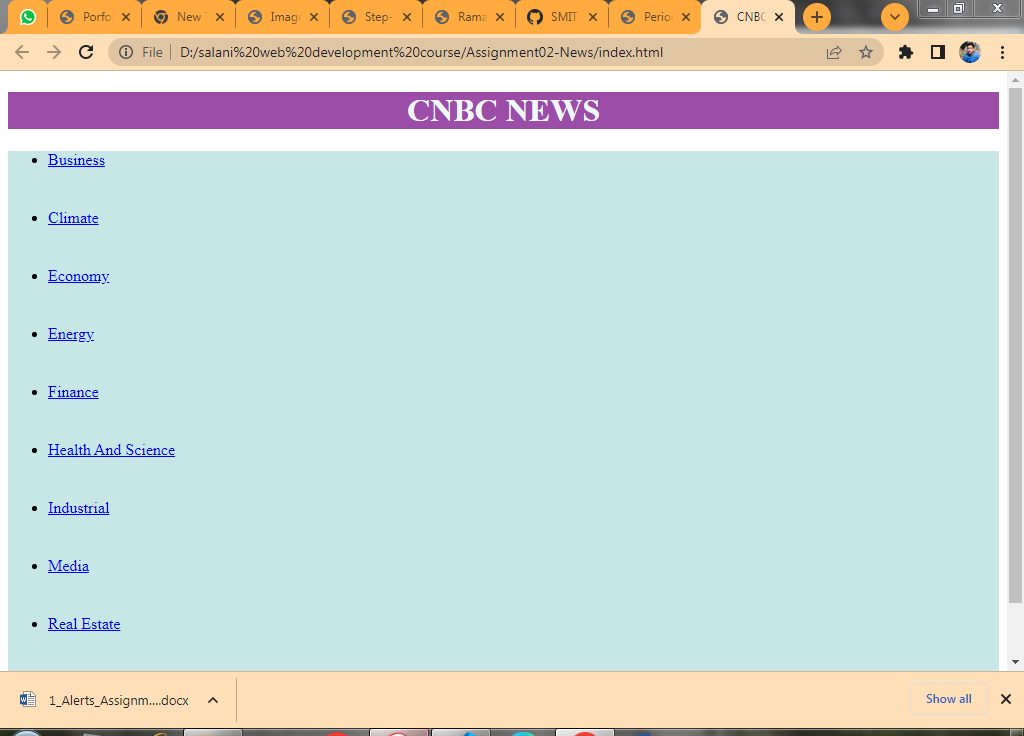 Porfo
New
Imag
Step-
Rama
SMIT
Perio
CNBC
File | D:/salani%20web%20development%20course/Assignment02-News/index.html
CNBC NEWS
Business
Climate
Economy
Energy
Finance
Health And Science
Industrial
Media
Real Estate
1_Alerts_Assignm....docx
Show all